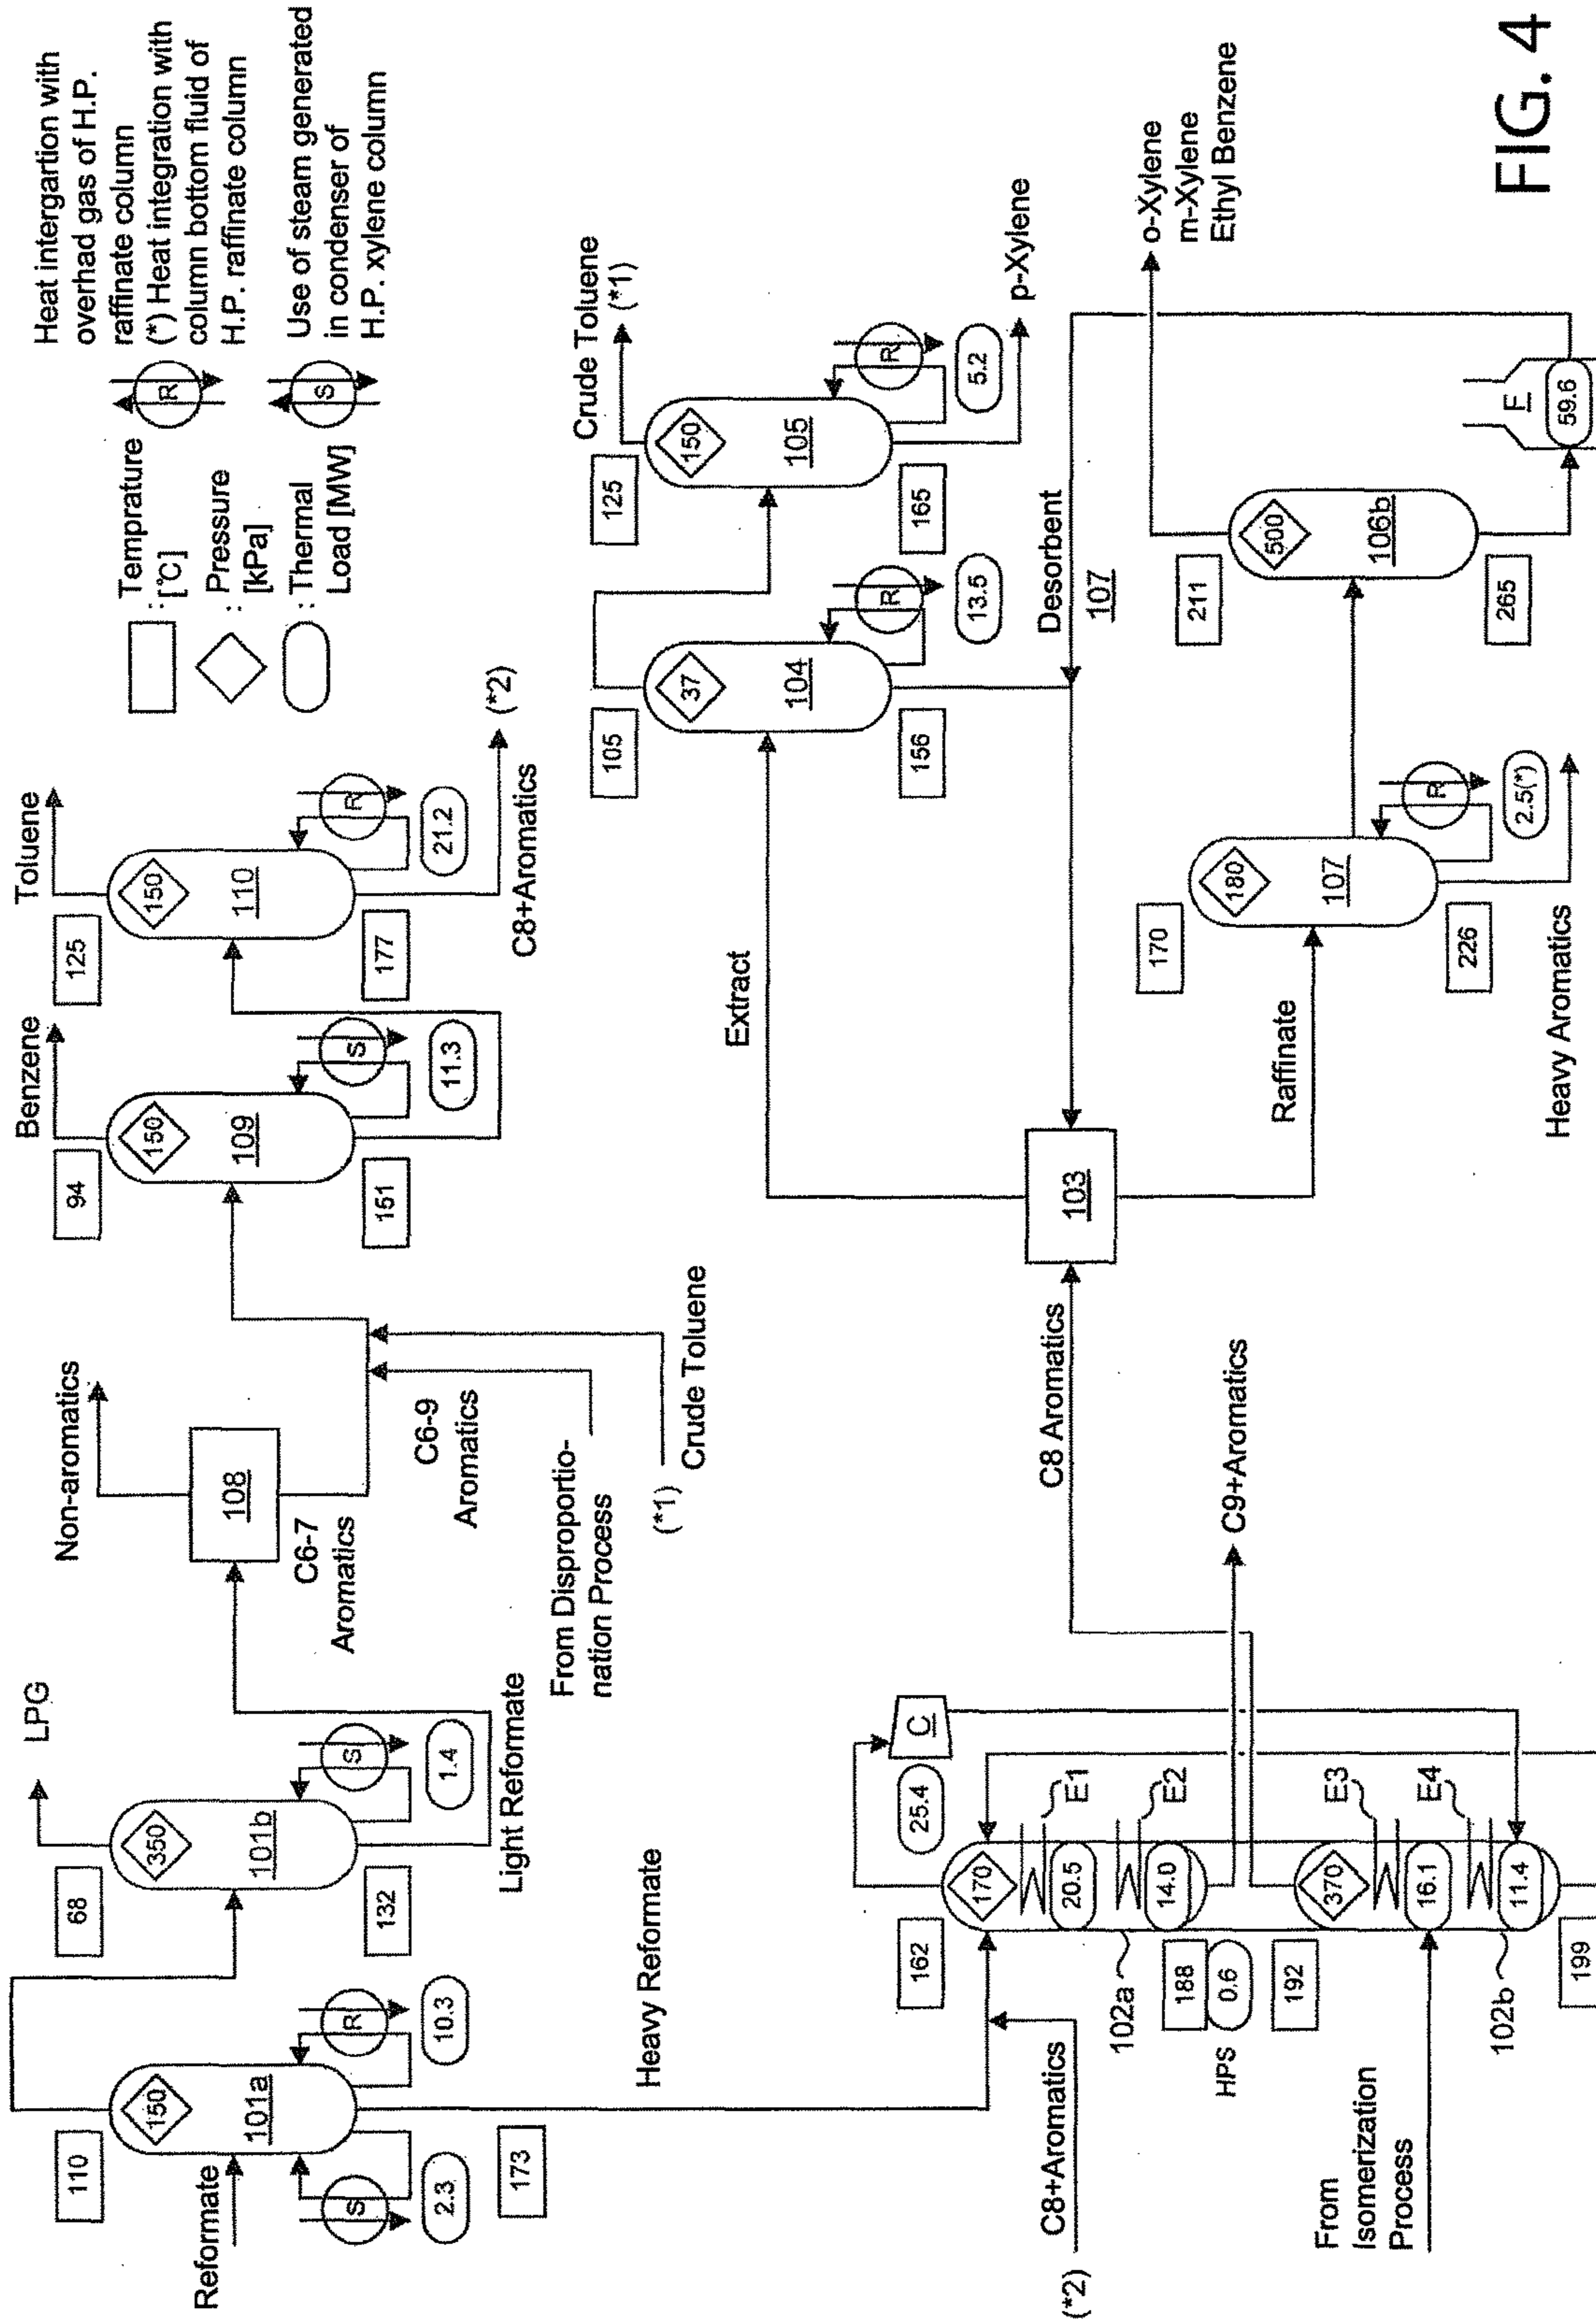 Heat intergartion with
overhad gas of H.P.
raffinate column
(*) Heat integration with
column bottom fluid of
H.P. raffinate column
Use of steam generated
in condenser of
H.P. xylene column
R
S
: Temprature
[°C]
: Pressure
[kPa]
: Thermal
Load [MW]
Reformate
110
150
101a
S
2.3
R
10.3
173
LPG
68
350
101b
132
S
1.4
Light Reformate
Non-aromatics
108
C6-7
Aromatics
C6-9
Aromatics
From Disproportio-
nation Process
(*1)
Crude Toluene
Benzene
94
150
109
151
S
11.3
Toluene
125
150
110
177
R
21.2
C8+Aromatics
(*2)
Heavy Reformate
C8+Aromatics
(*2)
162
25.4
C
170
E1
20.5
E2
14.0
102a
188
HPS
0.6
192
370
E3
16.1
E4
11.4
102b
199
From
Isomerization
Process
C9+Aromatics
C8 Aromatics
103
Extract
Raffinate
105
37
104
156
R
13.5
Crude Toluene
(*1)
125
150
105
165
R
5.2
p-Xylene
Desorbent
107
170
180
107
226
R
2.5(*)
Heavy Aromatics
211
500
106b
265
F
59.6
o-Xylene
m-Xylene
Ethyl Benzene
FIG. 4